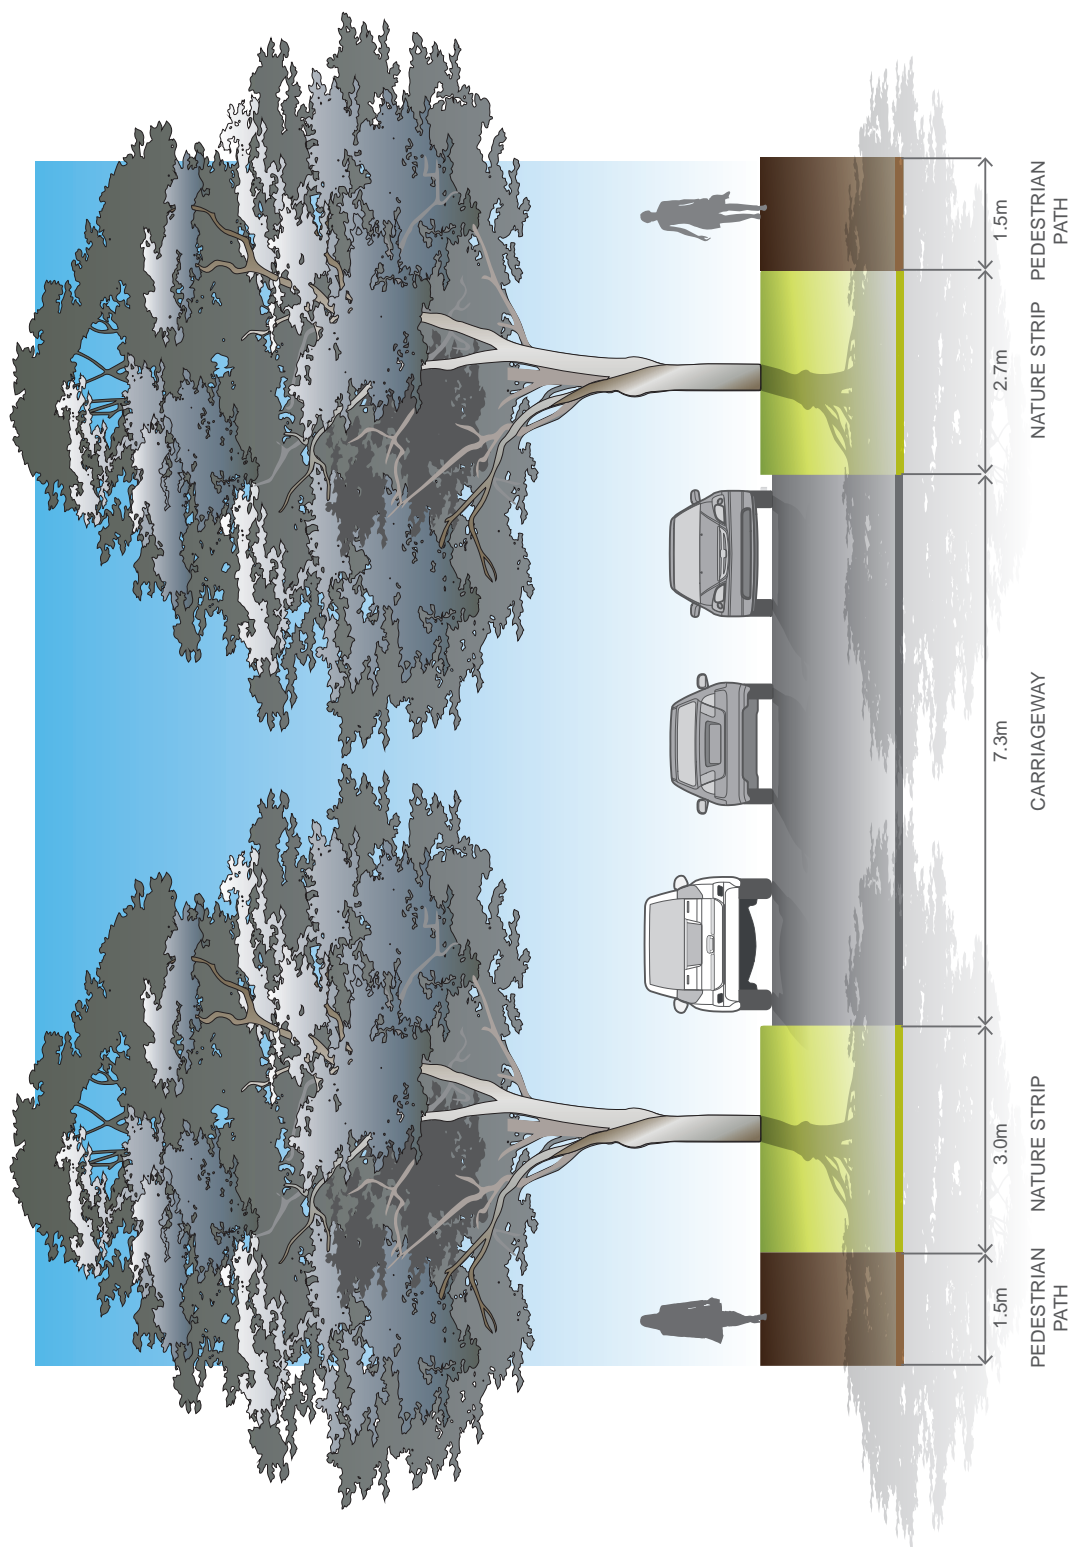 1.5m
3.0m
7.3m
2.7m
1.5m
PEDESTRIAN
PATH
NATURE STRIP
CARRIAGEWAY
NATURE STRIP
PEDESTRIAN
PATH